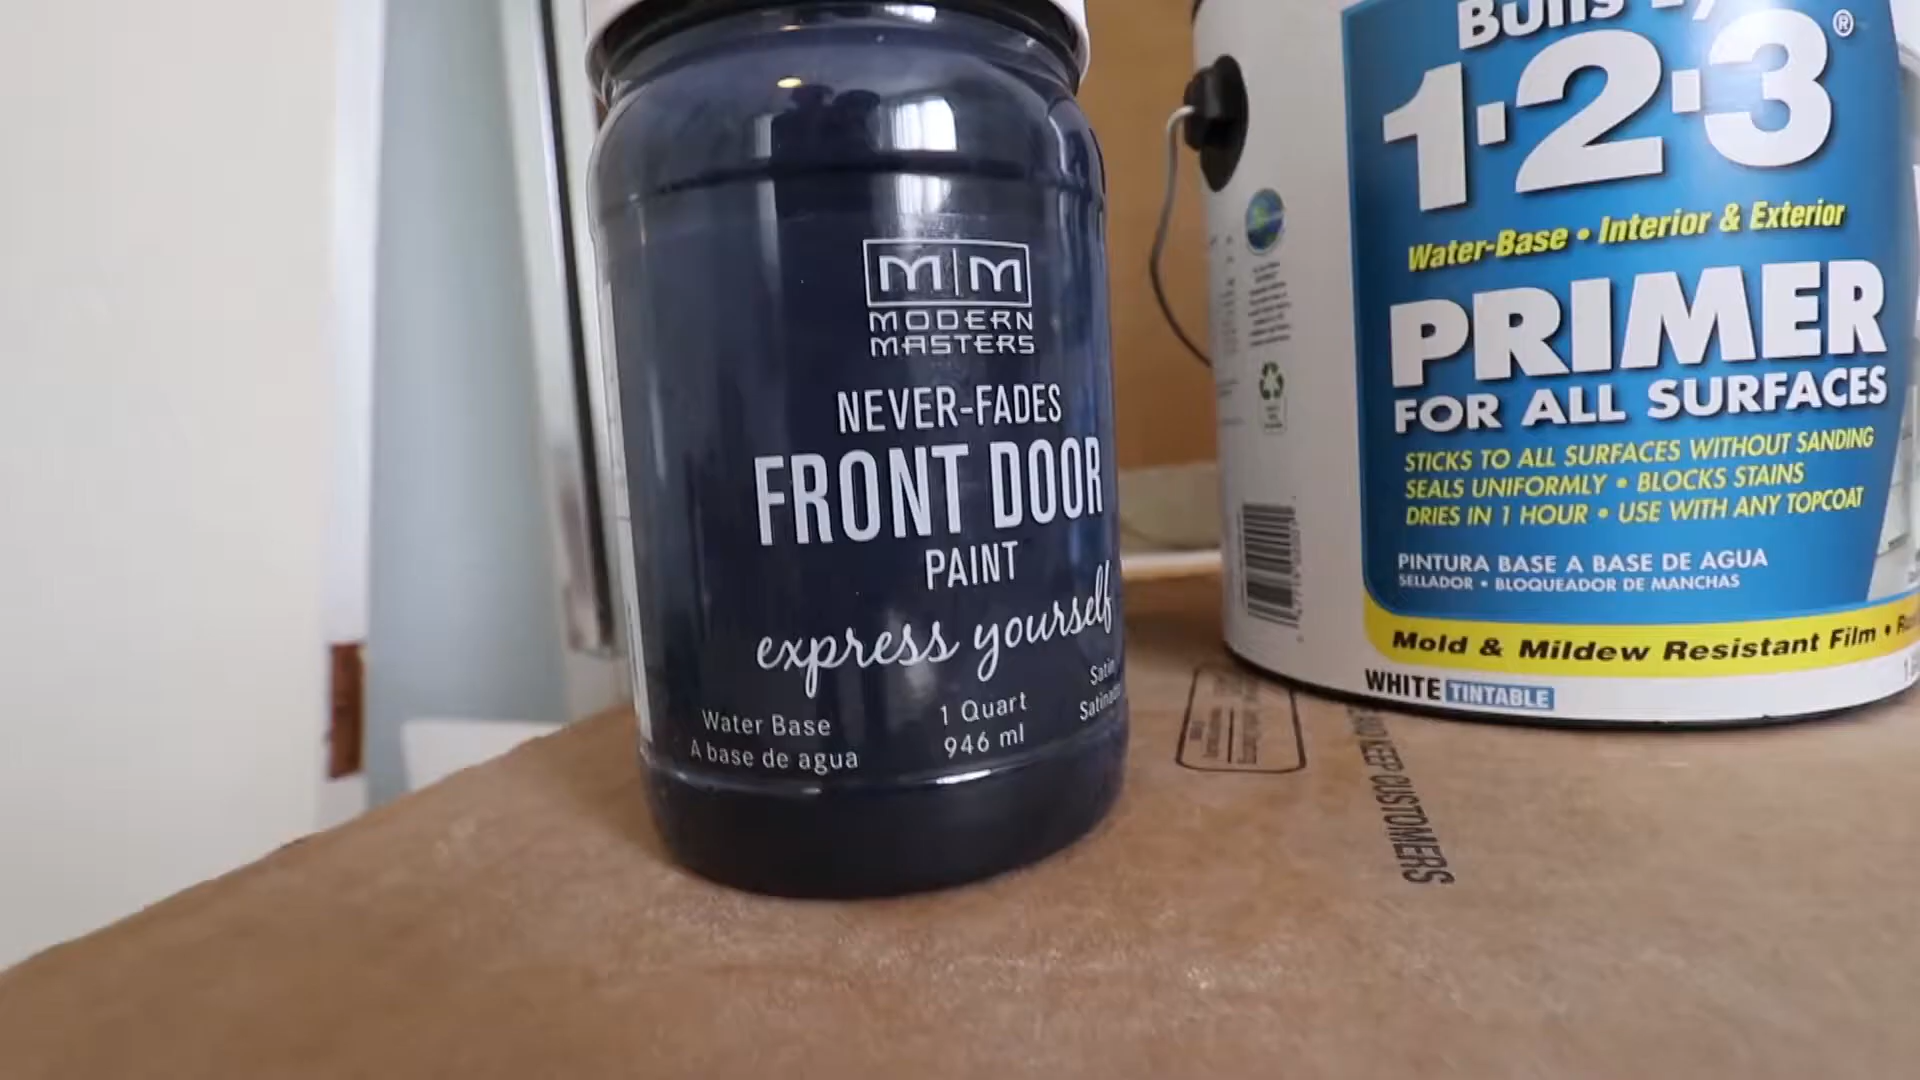 M|M
MODERN
MASTERS
NEVER-FADES
FRONT DOOR
PAINT
express yourself
Water Base
A base de agua
1 Quart
946 ml
Satin
1·2·3®
Water-Base • Interior & Exterior
PRIMER
FOR ALL SURFACES
STICKS TO ALL SURFACES WITHOUT SANDING
SEALS UNIFORMLY • BLOCKS STAINS
DRIES IN 1 HOUR • USE WITH ANY TOPCOAT
PINTURA BASE A BASE DE AGUA
SELLADOR • BLOQUEADOR DE MANCHAS
Mold & Mildew Resistant Film •
WHITE TINTABLE
KEEP CUSTOMERS